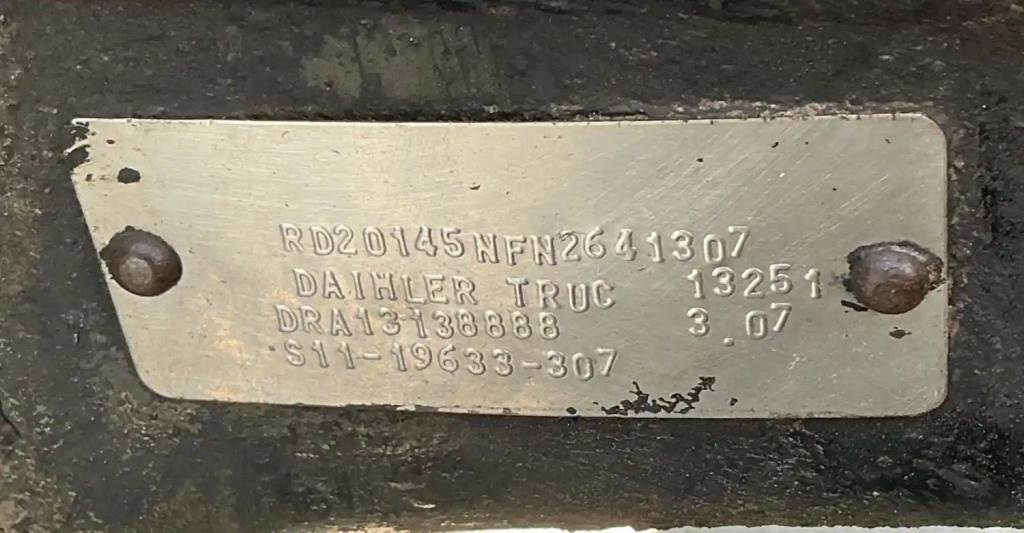 RD20145NFN2641307
DAIHLER TRUC 13251
DRA13138888 3.07
S11-19633-307